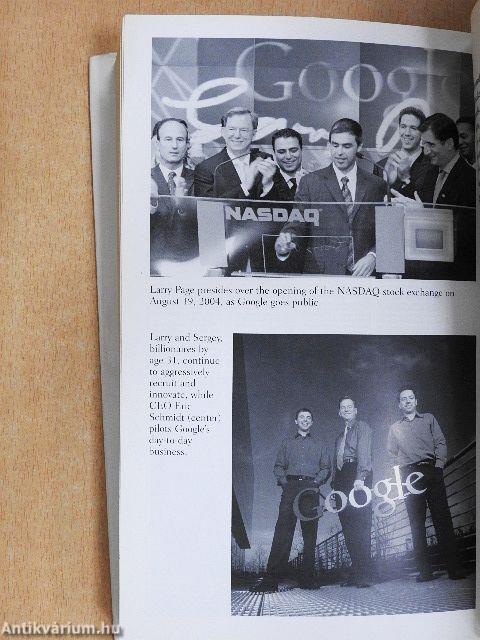 Google
NASDAQ
Larry Page presides over the opening of the NASDAQ stock exchange on
August 19, 2004, as Google goes public
Larry and Sergey,
billionaires by
age 31, continue
to aggressively
recruit and
innovate, while
CEO Eric
Schmidt (center)
pilots Google's
day-to-day
business.
Google
Antikvárium.hu